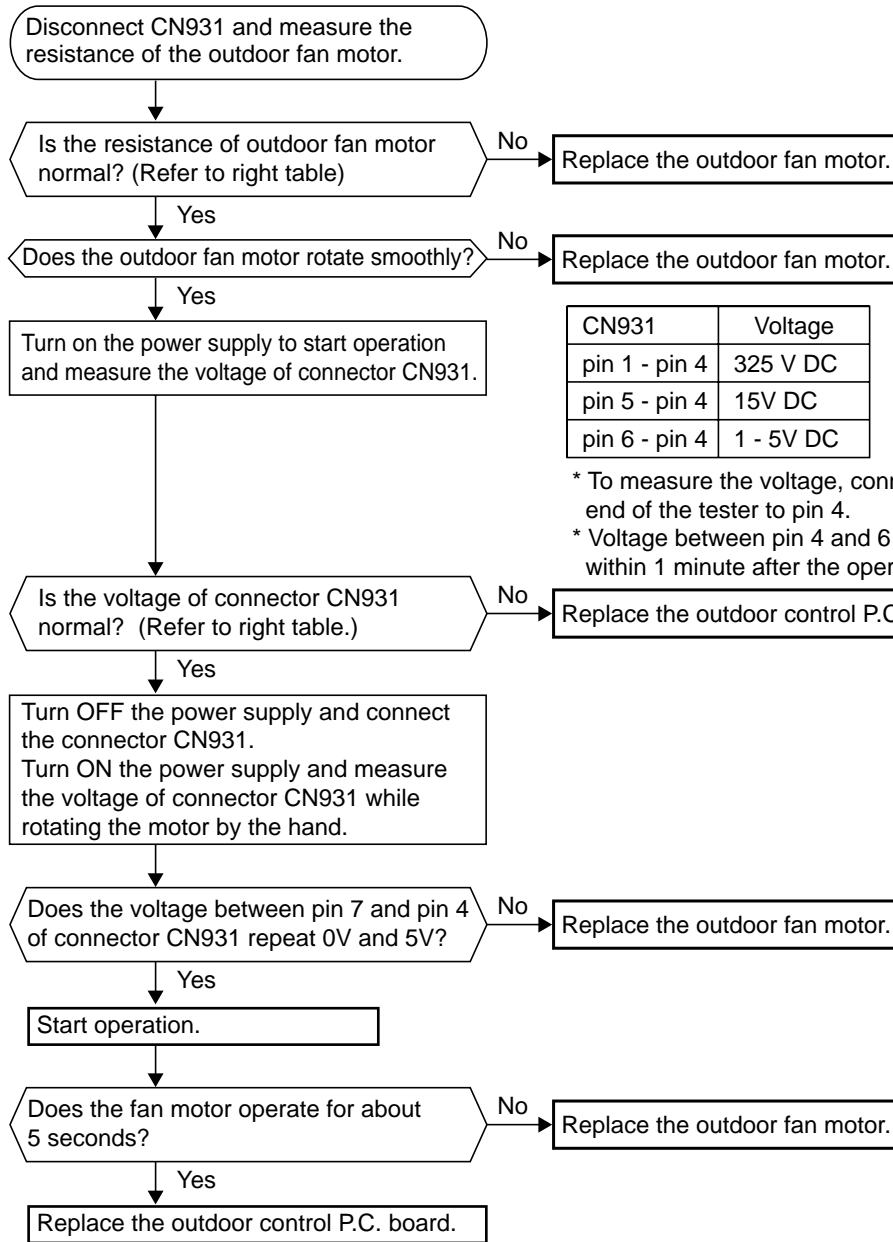 Disconnect CN931 and measure the
resistance of the outdoor fan motor.
Is the resistance of outdoor fan motor
normal? (Refer to right table)
No
Replace the outdoor fan motor.
Yes
Does the outdoor fan motor rotate smoothly?
No
Replace the outdoor fan motor.
Yes
Turn on the power supply to start operation
and measure the voltage of connector CN931.
CN931 Voltage
pin 1 - pin 4 325 V DC
pin 5 - pin 4 15V DC
pin 6 - pin 4 1 - 5V DC
* To measure the voltage, conn
end of the tester to pin 4.
* Voltage between pin 4 and 6
within 1 minute after the oper
Is the voltage of connector CN931
normal? (Refer to right table.)
No
Replace the outdoor control P.C
Yes
Turn OFF the power supply and connect
the connector CN931.
Turn ON the power supply and measure
the voltage of connector CN931 while
rotating the motor by the hand.
Does the voltage between pin 7 and pin 4
of connector CN931 repeat 0V and 5V?
No
Replace the outdoor fan motor.
Yes
Start operation.
Does the fan motor operate for about
5 seconds?
No
Replace the outdoor fan motor.
Yes
Replace the outdoor control P.C. board.